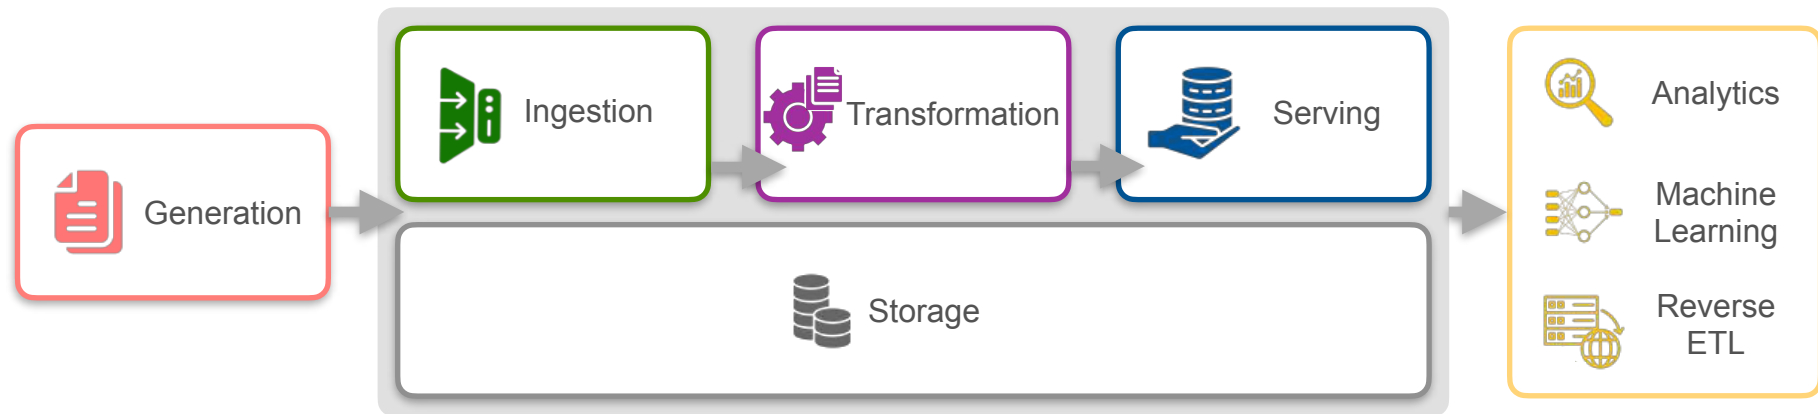 Generation
Ingestion
Transformation
Serving
Storage
Analytics
Machine
Learning
Reverse
ETL